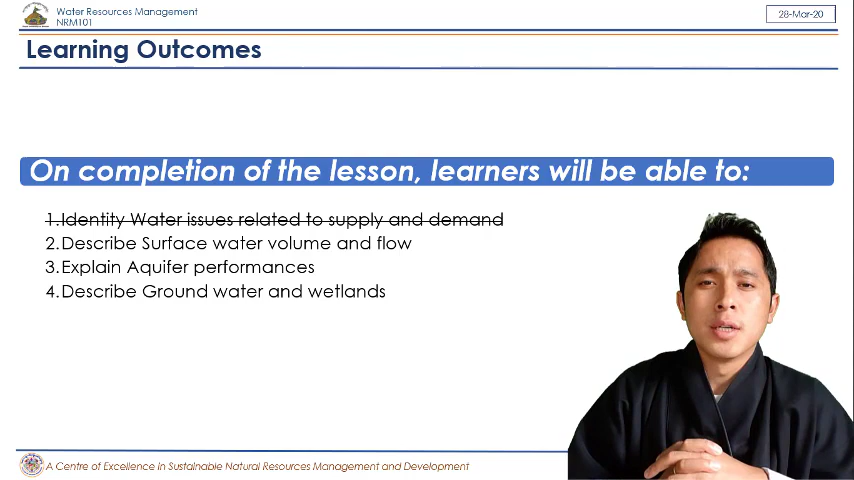 Water Resources Management
NRM101
28-Mar-20
Learning Outcomes
On completion of the lesson, learners will be able to:
1.Identity Water issues related to supply and demand
2.Describe Surface water volume and flow
3.Explain Aquifer performances
4.Describe Ground water and wetlands
A Centre of Excellence in Sustainable Natural Resources Management and Development